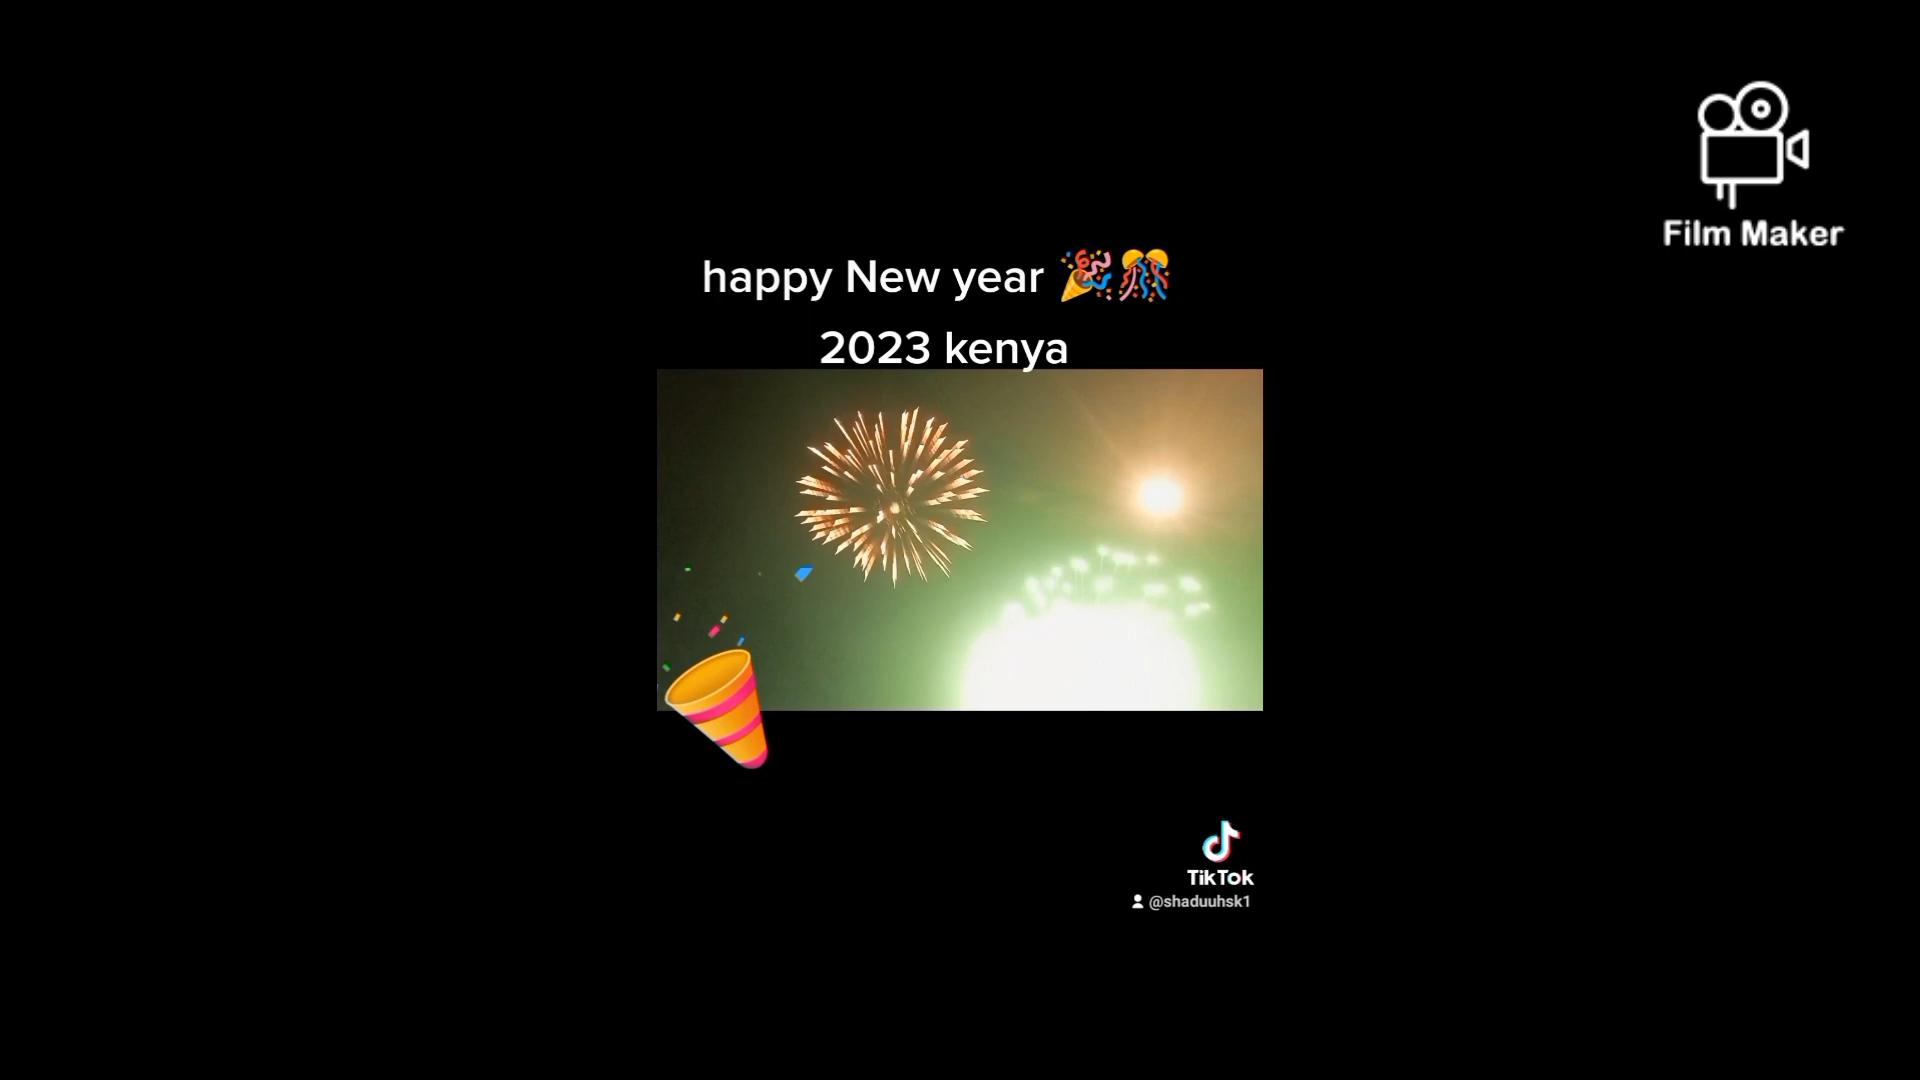 Film Maker
happy New year 🎉🎊
2023 kenya
TikTok
@shaduuhsk1